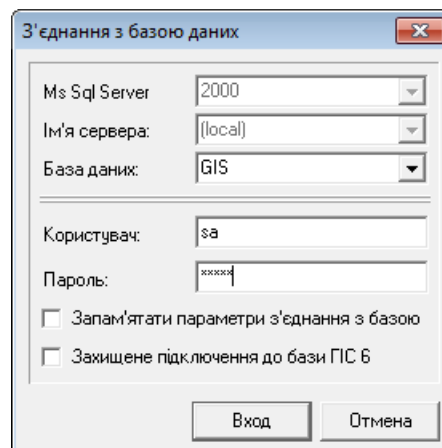 З'єднання з базою даних
Ms Sql Server 2000
Ім'я сервера: (local)
База даних: GIS
Користувач: sa
Пароль: xxxxx
Запам'ятати параметри з'єднання з базою
Захищене підключення до бази ГІС 6
Вход Отмена